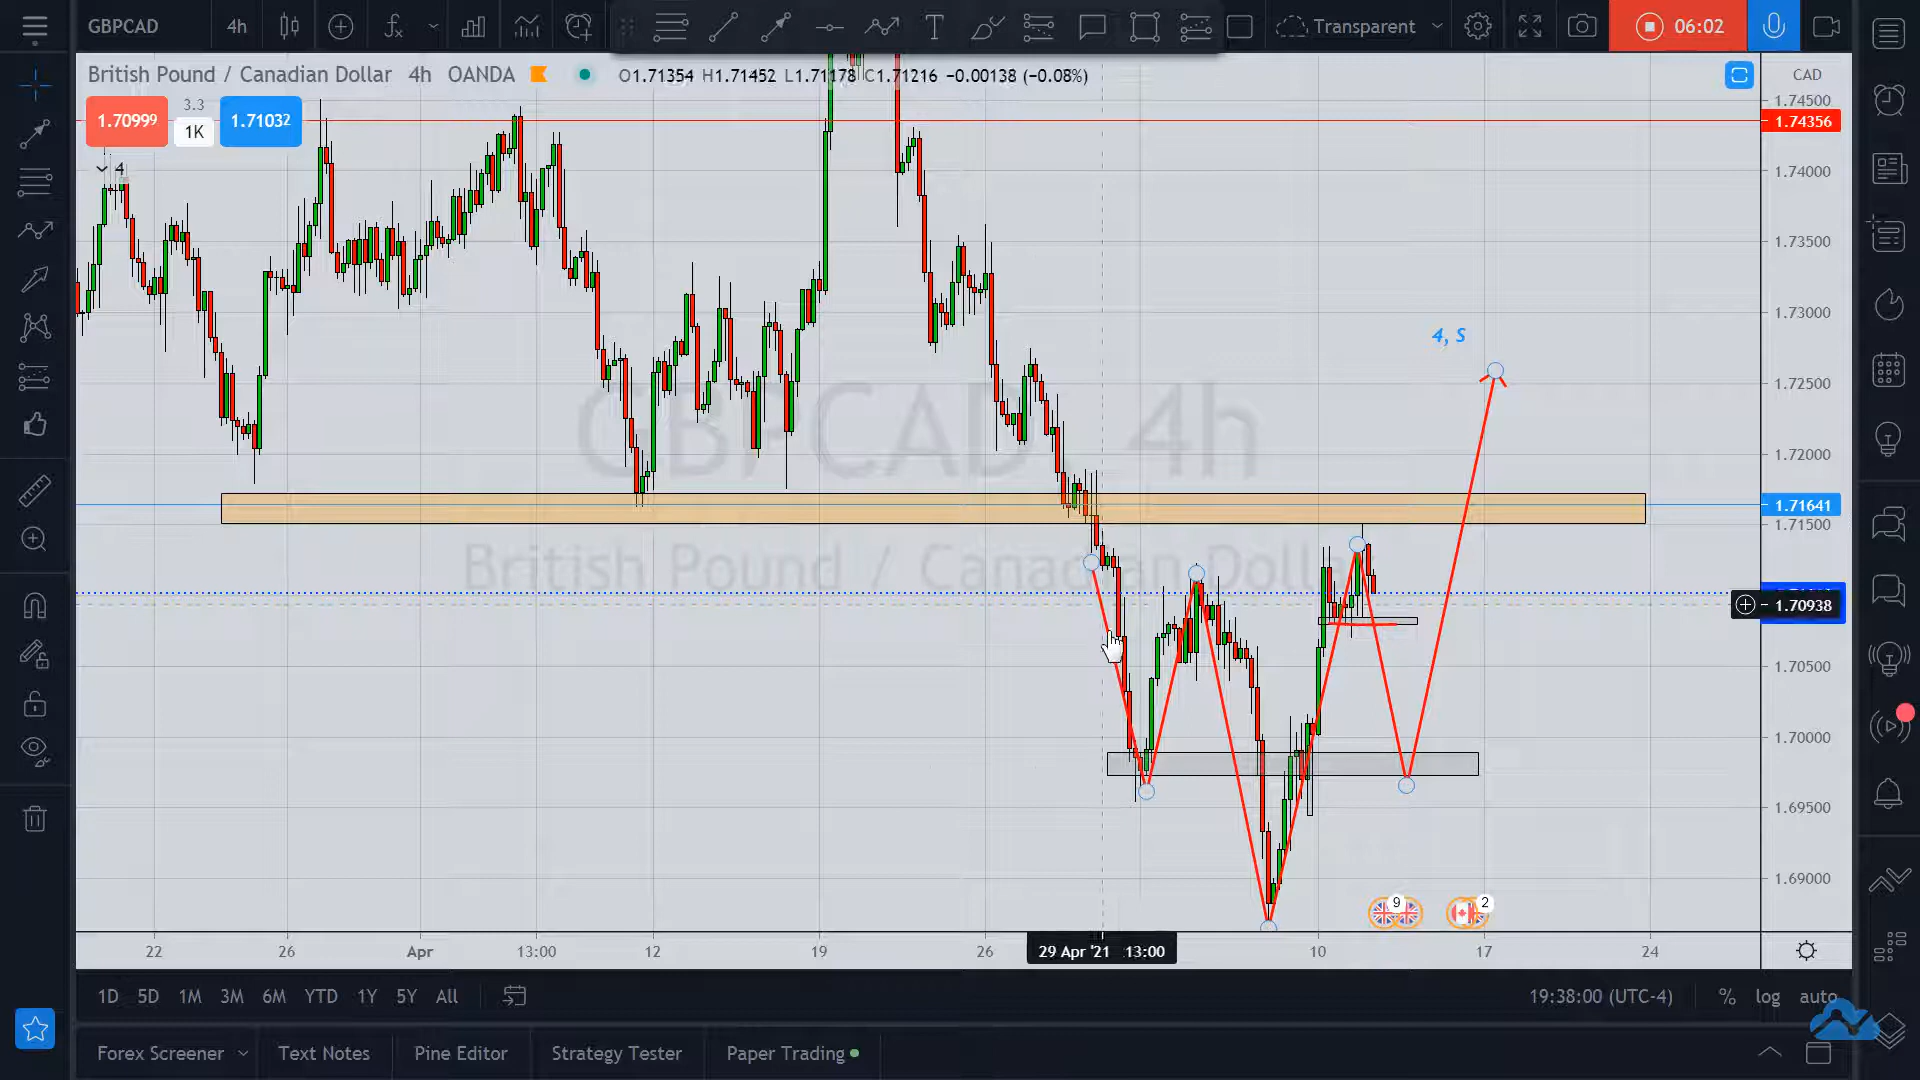 GBPCAD 4h Transparent 06:02
British Pound / Canadian Dollar 4h OANDA O1.71354 H1.71452 L1.71178 C1.71216 −0.00138 (−0.08%) CAD
1.74500
1.70999 3.3 1K 1.71032 1.74356
4
1.74000
1.73500
1.73000
4, S
1.72500
GBPCAD 4h
1.72000
1.71641
1.71500
British Pound / Canadian Dollar
1.70938
1.70500
1.70000
1.69500
1.69000
9 2
22 26 Apr 13:00 12 19 26 29 Apr '21 13:00 10 17 24
1D 5D 1M 3M 6M YTD 1Y 5Y All 19:38:00 (UTC-4) % log auto
Forex Screener Text Notes Pine Editor Strategy Tester Paper Trading